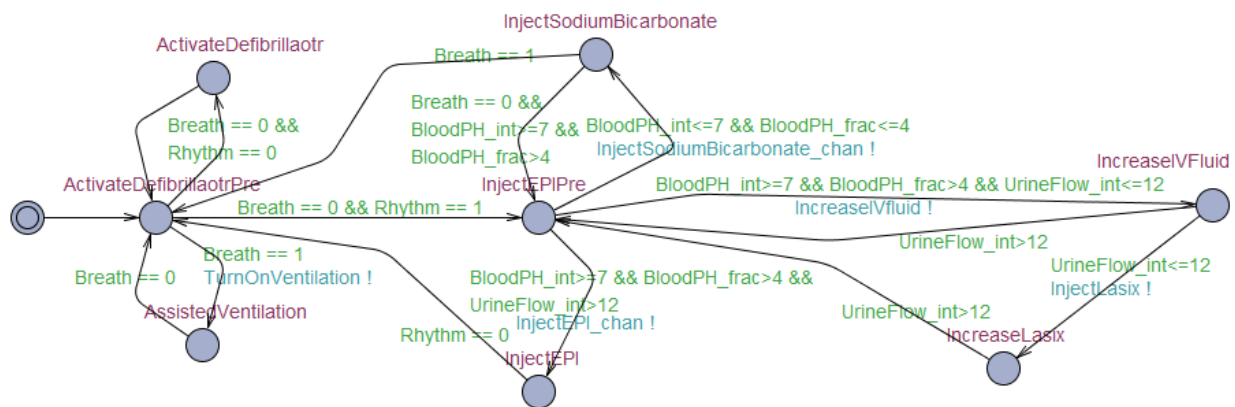 InjectSodiumBicarbonate
ActivateDefibrillaotr
Breath == 1
Breath == 0 &&
BloodPH_int>=7 &&
BloodPH_frac>4
Breath == 0 &&
Rhythm == 0
BloodPH_int<=7 && BloodPH_frac<=4
InjectSodiumBicarbonate_chan !
IncreaseIVFluid
ActivateDefibrillaotrPre
InjectEPIPre
BloodPH_int>=7 && BloodPH_frac>4 && UrineFlow_int<=12
IncreaseIVfluid !
Breath == 0 && Rhythm == 1
UrineFlow_int>12
Breath == 1
TurnOnVentilation !
Breath == 0
BloodPH_int>=7 && BloodPH_frac>4 &&
UrineFlow_int>12
InjectEPI_chan !
UrineFlow_int<=12
InjectLasix !
AssistedVentilation
UrineFlow_int>12
Rhythm == 0
IncreaseLasix
InjectEPI